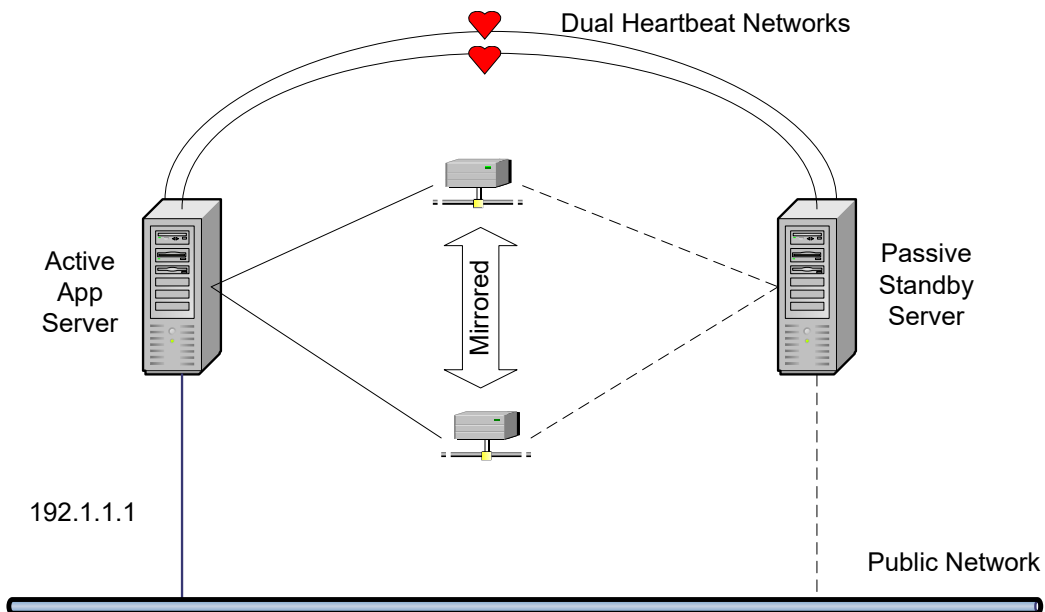 Dual Heartbeat Networks
Active
App
Server
Mirrored
Passive
Standby
Server
192.1.1.1
Public Network